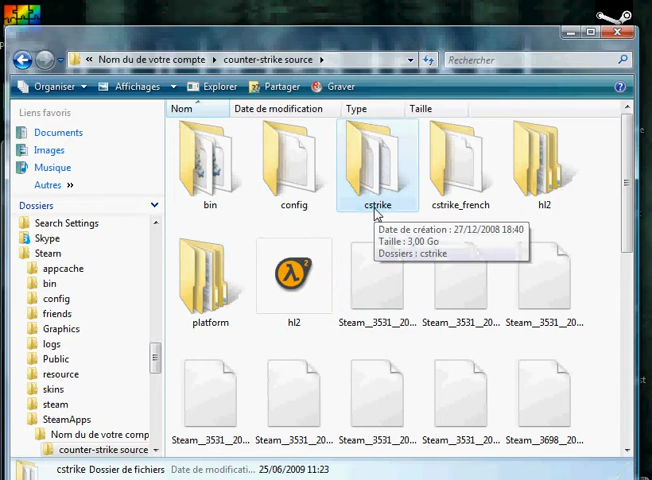 Nom du de votre compte
counter-strike source
Rechercher
Organiser
Affichages
Explorer
Partager
Graver
Liens favoris
Documents
Images
Musique
Autres
Dossiers
Search Settings
Skype
Steam
appcache
bin
config
friends
Graphics
logs
Public
resource
skins
steam
SteamApps
Nom du de votre comp
counter-strike source
Nom
Date de modification
Type
Taille
bin
config
cstrike
cstrike_french
hl2
Date de création : 27/12/2008 18:40
Taille : 3,00 Go
Dossiers : cstrike
platform
hl2
Steam__3531__20...
Steam__3531__20...
Steam__3531__20...
Steam__3531__20...
Steam__3531__20...
Steam__3531__20...
Steam__3531__20...
Steam__3698__20...
cstrike Dossier de fichiers
Date de modificati... 25/06/2009 11:23